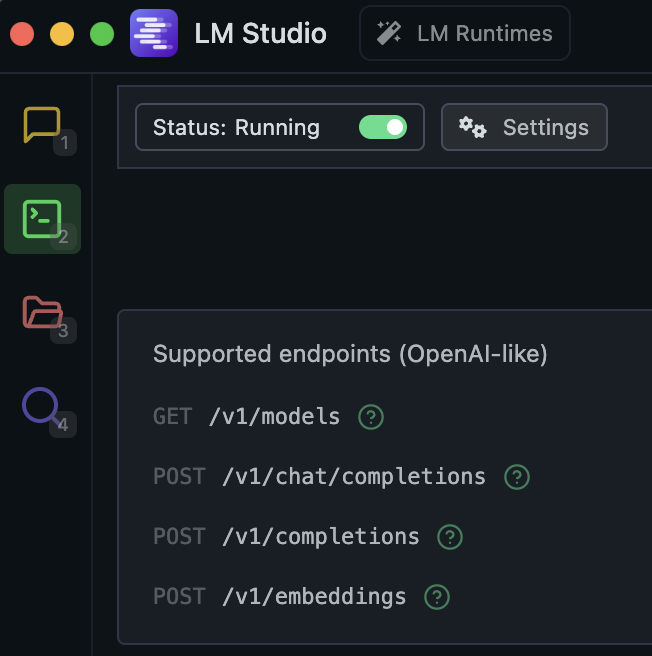 LM Studio
LM Runtimes
1
2
3
4
Status: Running
Settings
Supported endpoints (OpenAI-like)
GET /v1/models ?
POST /v1/chat/completions ?
POST /v1/completions ?
POST /v1/embeddings ?